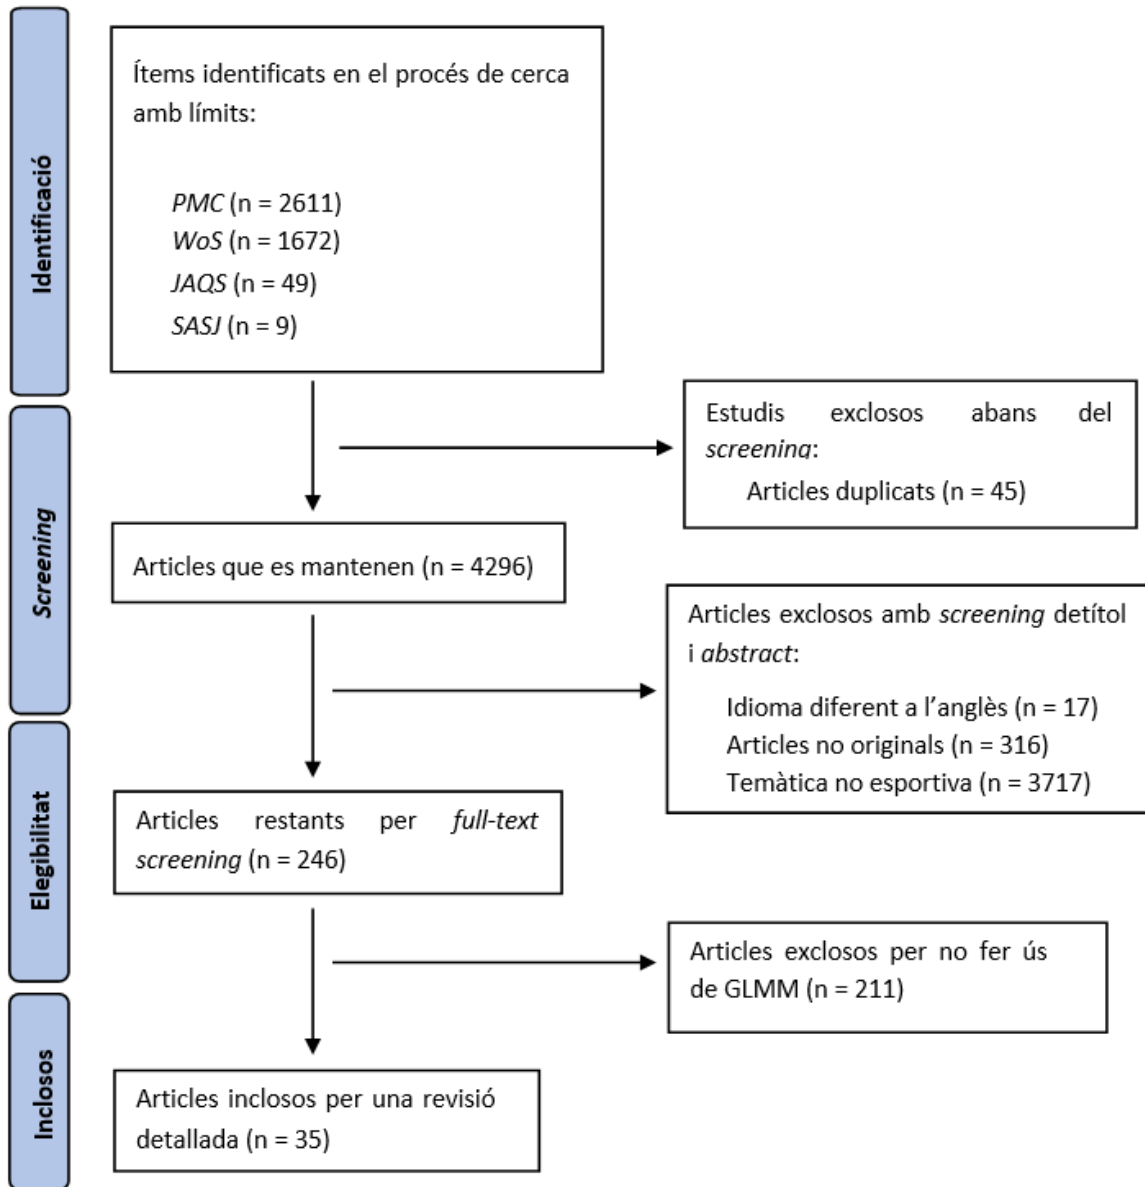 Identificació
Ítems identificats en el procés de cerca
amb límits:
PMC (n = 2611)
WoS (n = 1672)
JAQS (n = 49)
SASJ (n = 9)
Screening
Estudis exclosos abans del
screening:
Articles duplicats (n = 45)
Articles que es mantenen (n = 4296)
Articles exclosos amb screening detítol
i abstract:
Idioma diferent a l’anglès (n = 17)
Articles no originals (n = 316)
Temàtica no esportiva (n = 3717)
Elegibilitat
Articles restants per full-text
screening (n = 246)
Articles exclosos per no fer ús
de GLMM (n = 211)
Inclosos
Articles inclosos per una revisió
detallada (n = 35)